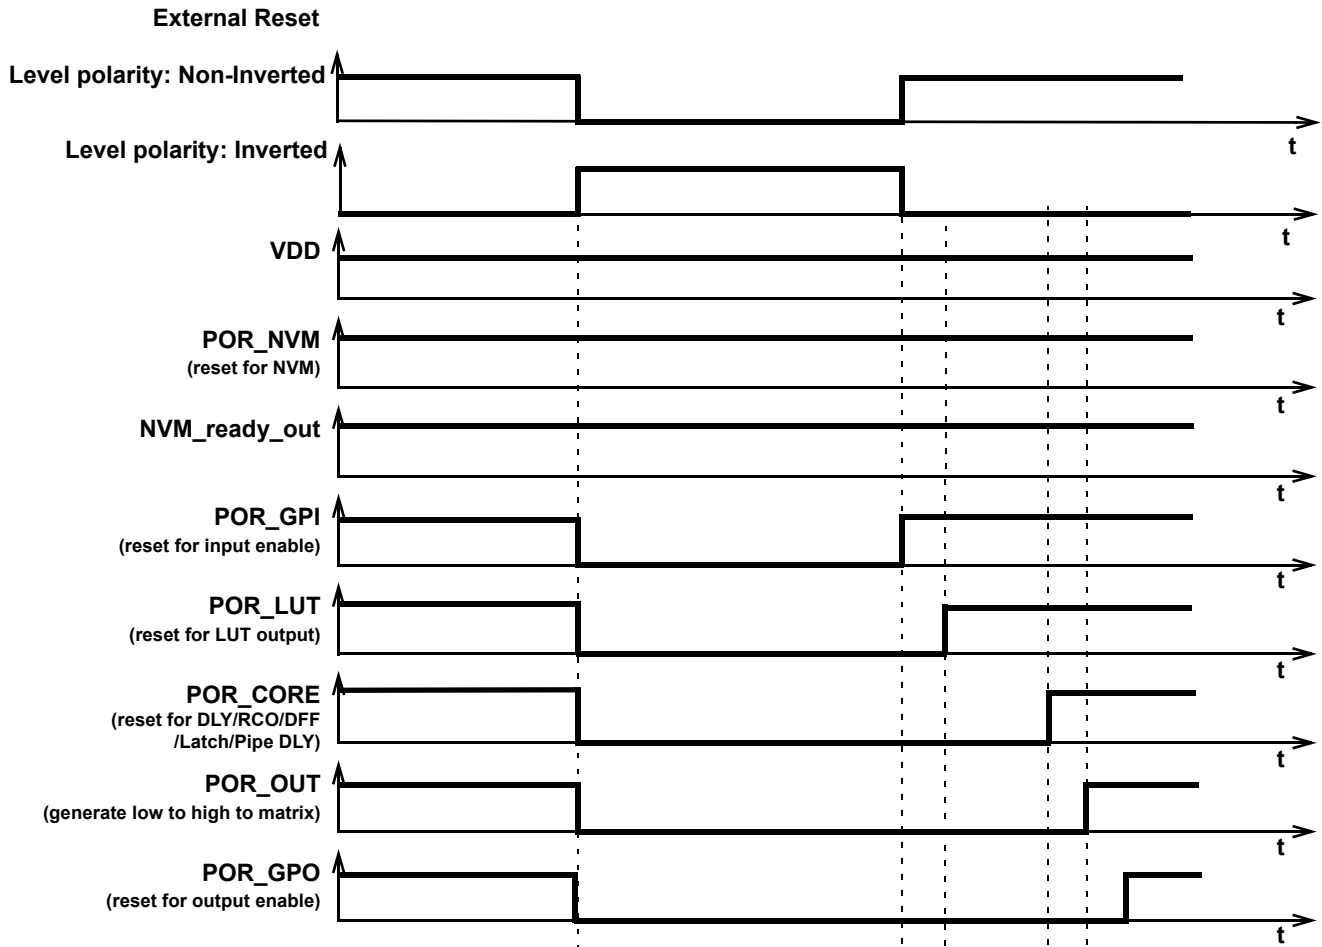 External Reset
Level polarity: Non-Inverted
t
Level polarity: Inverted
t
VDD
t
POR_NVM
(reset for NVM)
t
NVM_ready_out
t
POR_GPI
(reset for input enable)
t
POR_LUT
(reset for LUT output)
t
POR_CORE
(reset for DLY/RCO/DFF
/Latch/Pipe DLY)
t
POR_OUT
(generate low to high to matrix)
t
POR_GPO
(reset for output enable)
t